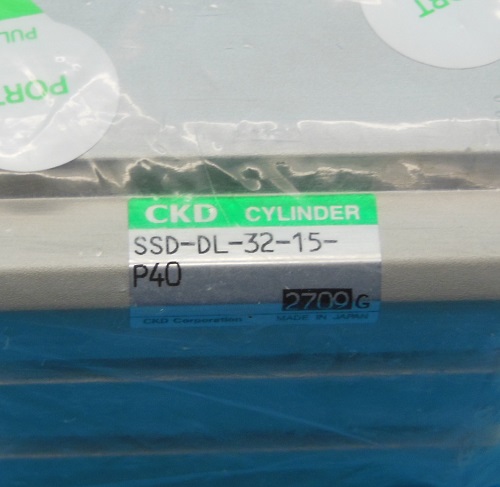 PUL
PORT
RT
CKD CYLINDER
SSD-DL-32-15-
P40
2709 G
CKD Corporation MADE IN JAPAN